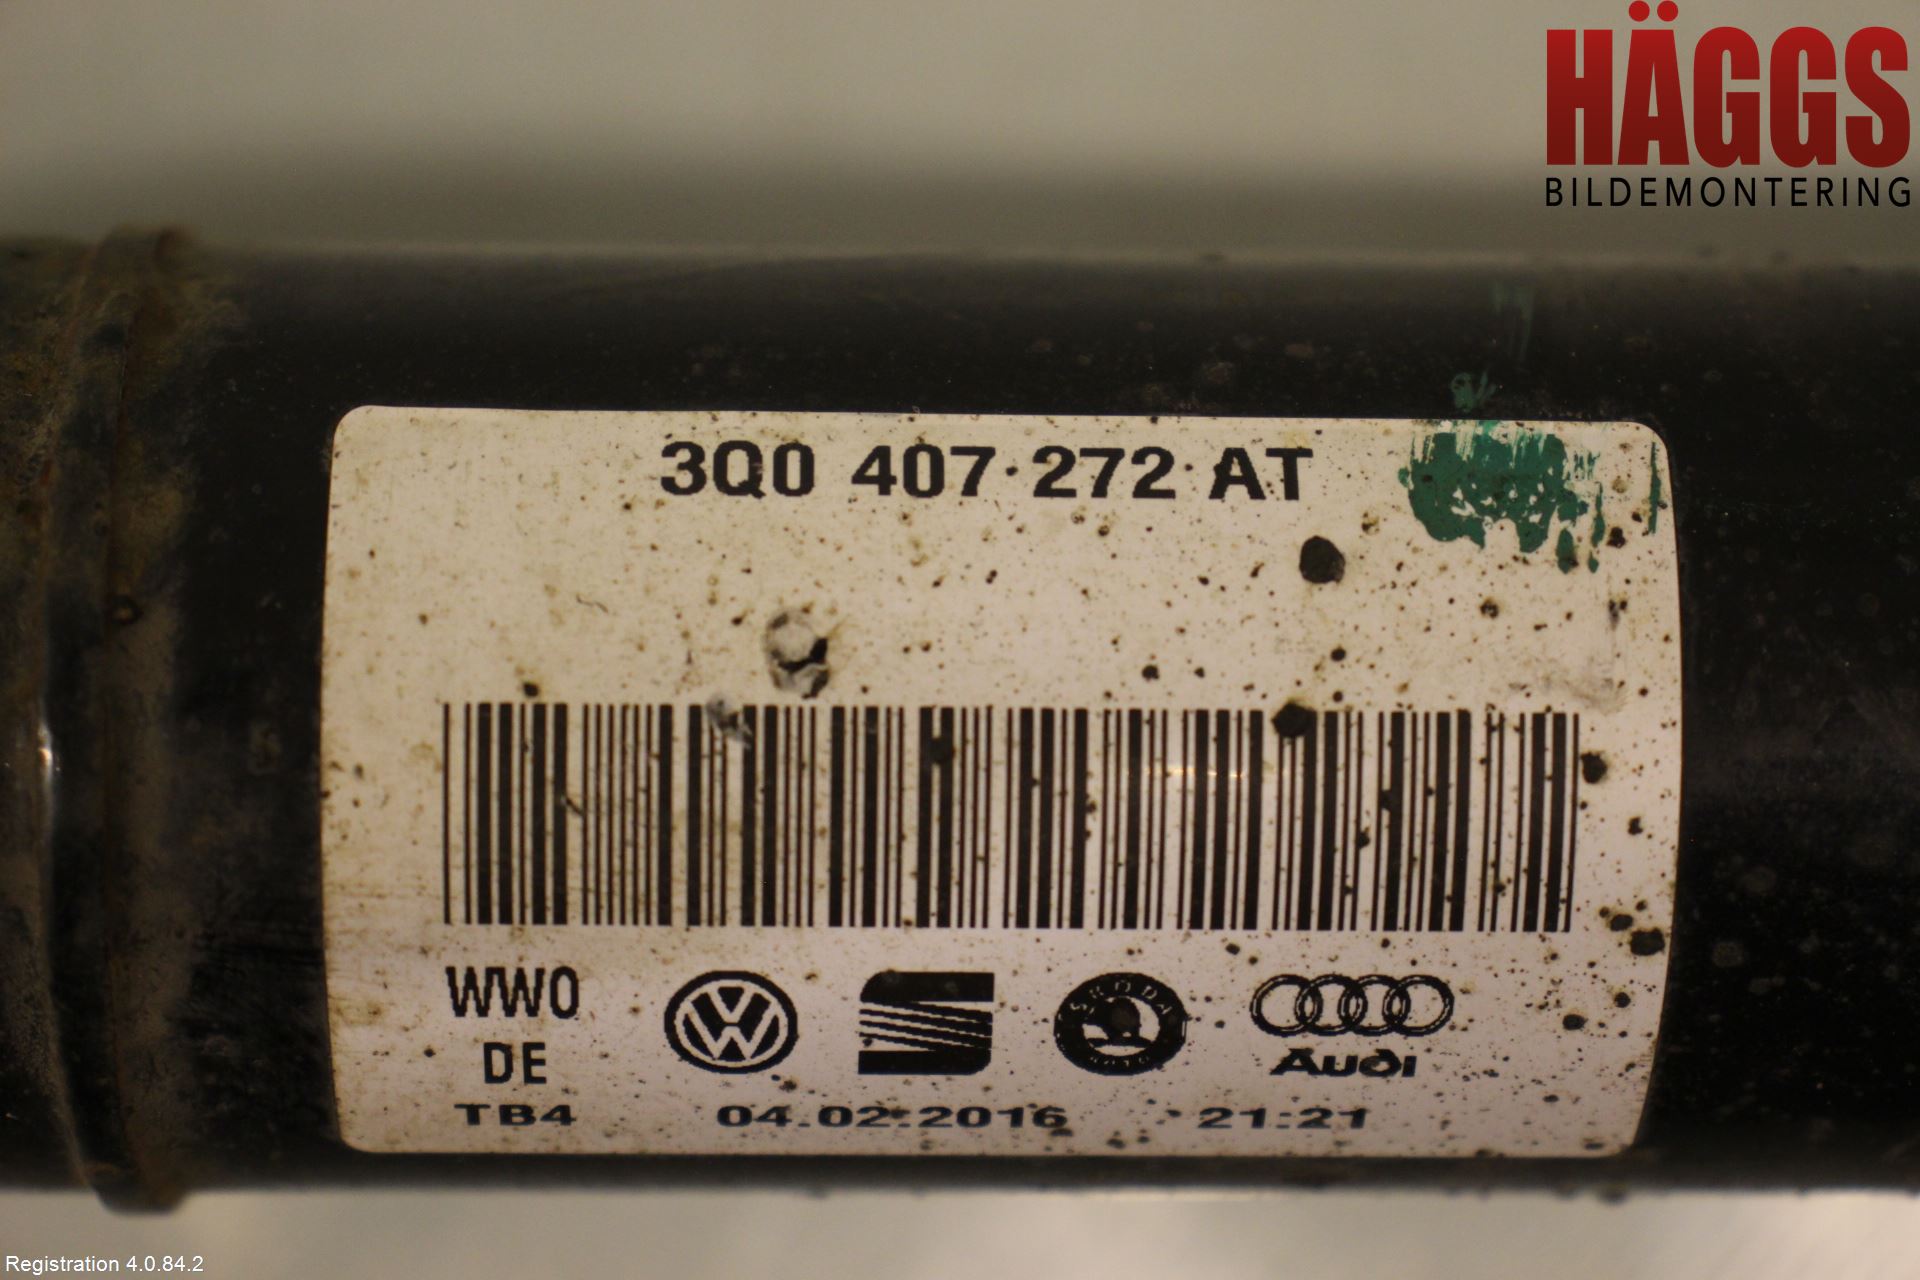 HÄGGS
BILDEMONTERING
3Q0 407 272 AT
WW0
DE
TB4 04.02.2016 21:21
SKODA
Audi
Registration 4.0.84.2